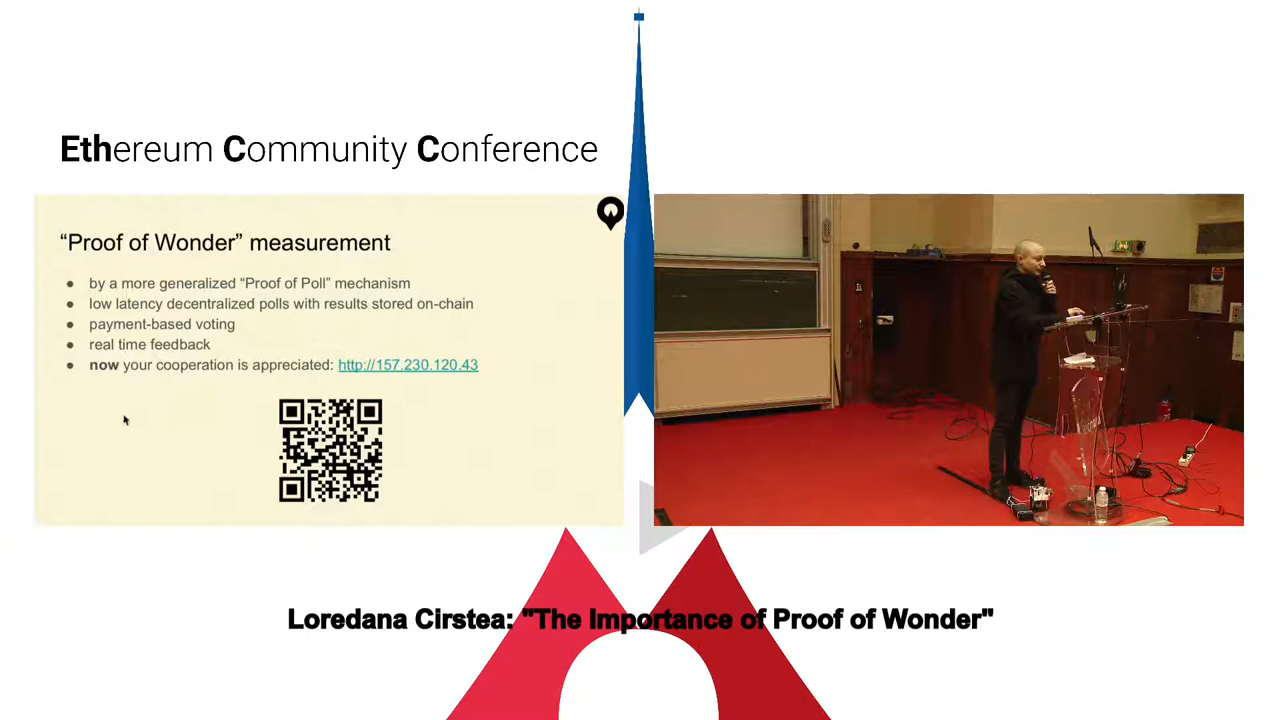 Ethereum Community Conference
“Proof of Wonder” measurement
● by a more generalized “Proof of Poll” mechanism
● low latency decentralized polls with results stored on-chain
● payment-based voting
● real time feedback
● now your cooperation is appreciated: http://157.230.120.43
Loredana Cirstea: "The Importance of Proof of Wonder"